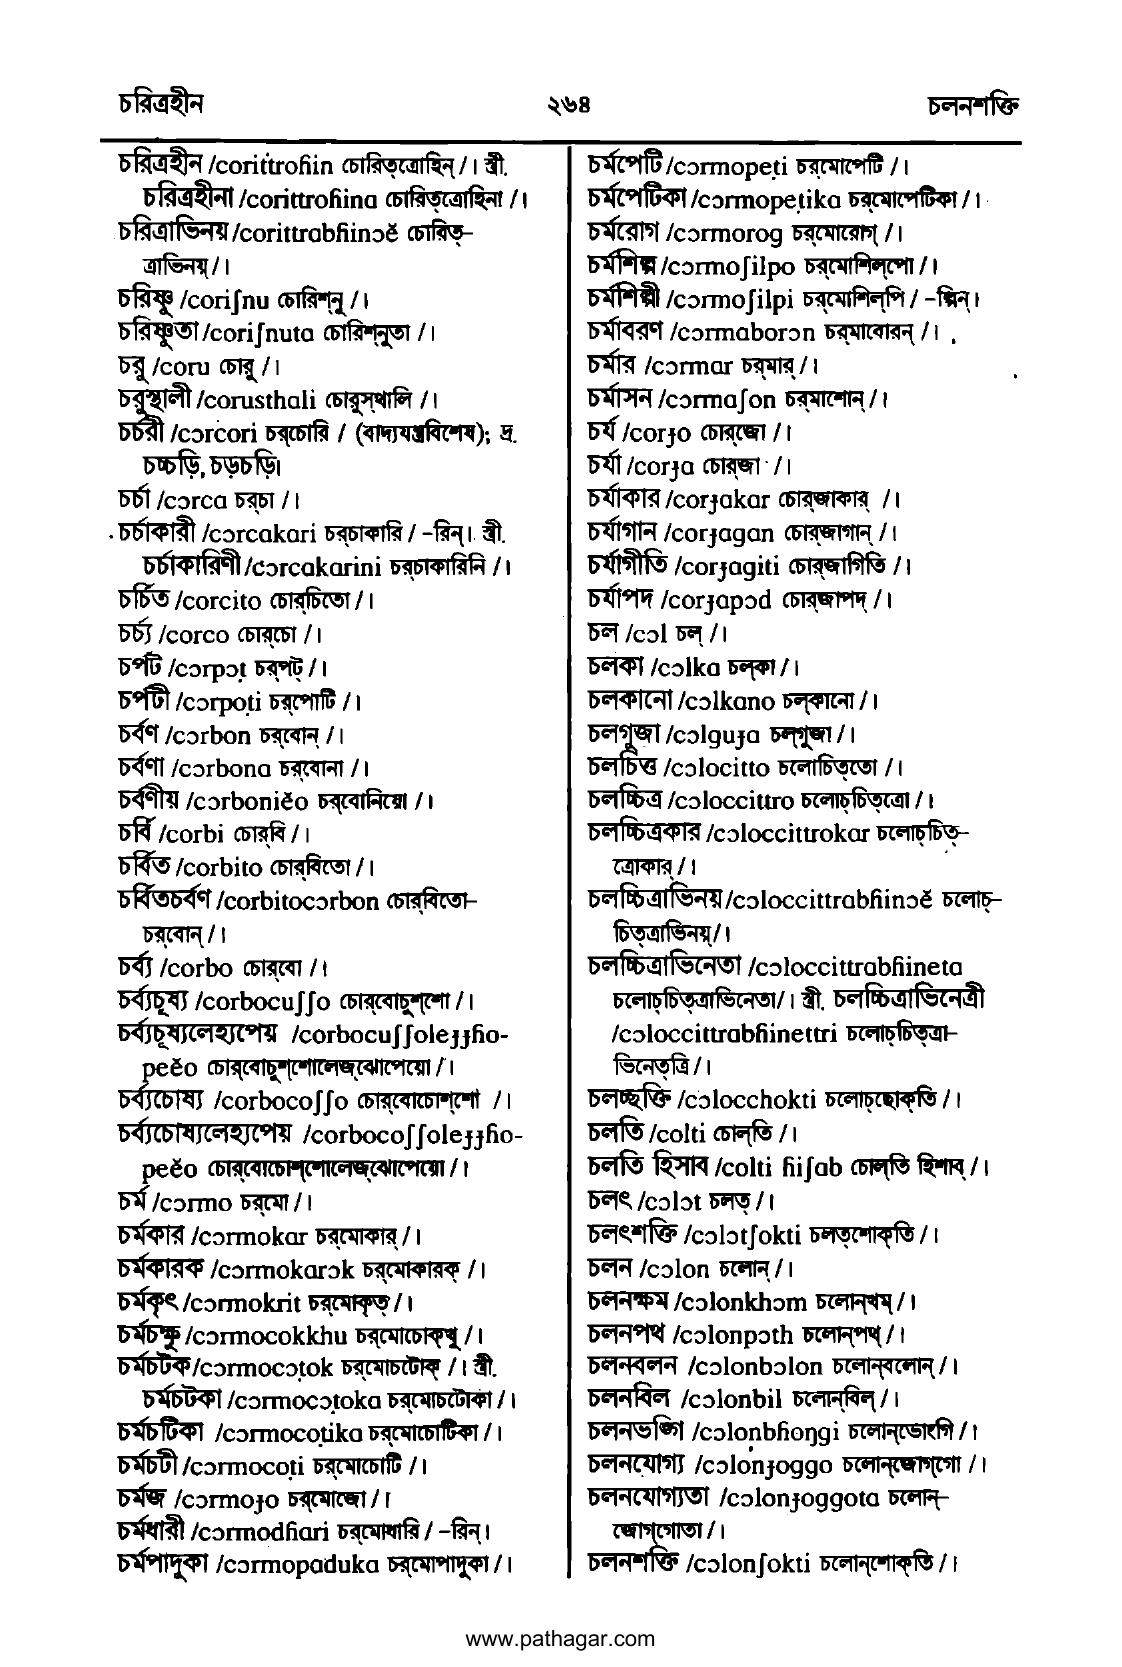 চরিত্রহীন ২৬৪ চলনশক্তি
চরিত্রহীন /corittroɦin চোরিত্‌ত্রোহিন্‌ /। স্ত্রী.
চরিত্রহীনা /corittroɦina চোরিত্‌ত্রোহিনা /।
চরিত্রাভিনয় /corittrabɦinɔĕ চোরিত্‌–
ত্রাভিনয়্‌ /।
চরিষ্ণু /coriʃnu চোরিশ্‌নু /।
চরিষ্ণুতা /coriʃnuta চোরিশ্‌নুতা /।
চরু /coru চোরু /।
চরুস্থালী /corusthali চোরুস্‌থালি /।
চর্চরী /cɔrcori চর্‌চোরি / (বাদ্যযন্ত্রবিশেষ); দ্র.
চচ্চড়ি, চড়চড়ি।
চর্চা /cɔrca চর্‌চা /।
চর্চাকারী /cɔrcakari চর্‌চাকারি / –রিন্‌। স্ত্রী.
চর্চাকারিণী /cɔrcakarini চর্‌চাকারিনি /।
চর্চিত /corcito চোর্‌চিতো /।
চর্চ্য /corco চোর্‌চো /।
চর্পট /cɔrpɔṭ চর্‌পট্‌ /।
চর্পটী /cɔrpoṭi চর্‌পোটি /।
চর্বণ /cɔrbon চর্‌বোন্‌ /।
চর্বণা /cɔrbona চর্‌বোনা /।
চর্বণীয় /cɔrboniĕo চর্‌বোনিয়ো /।
চর্বি /corbi চোর্‌বি /।
চর্বিত /corbito চোর্‌বিতো /।
চর্বিতচর্বণ /corbitocɔrbon চোর্‌বিতো–
চর্‌বোন্‌ /।
চর্ব্য /corbo চোর্‌বো /।
চর্ব্যচূষ্য /corbocuʃʃo চোর্‌বোচুশ্‌শো /।
চর্ব্যচূষ্যলেহ্যপেয় /corbocuʃʃoleɟɟɦo-
peĕo চোর্‌বোচুশ্‌শোলেজ্‌ঝোপেয়ো /।
চর্ব্যচোষ্য /corbocoʃʃo চোর্‌বোচোশ্‌শো /।
চর্ব্যচোষ্যলেহ্যপেয় /corbocoʃʃoleɟɟɦo-
peĕo চোর্‌বোচোশ্‌শোলেজ্‌ঝোপেয়ো /।
চর্ম /cɔrmo চর্‌মো /।
চর্মকার /cɔrmokar চর্‌মোকার্‌ /।
চর্মকারক /cɔrmokarɔk চর্‌মোকারক্‌ /।
চর্মকৃৎ /cɔrmokrit চর্‌মোকৃত্‌ /।
চর্মচক্ষু /cɔrmocokkhu চর্‌মোচোক্‌খু /।
চর্মচটক /cɔrmocɔṭok চর্‌মোচটোক্‌ /। স্ত্রী.
চর্মচটকা /cɔrmocɔṭoka চর্‌মোচটোকা /।
চর্মচটিকা /cɔrmocoṭika চর্‌মোচোটিকা /।
চর্মচটী /cɔrmocoṭi চর্‌মোচোটি /।
চর্মজ /cɔrmoɟo চর্‌মোজো /।
চর্মধারী /cɔrmodɦari চর্‌মোধারি / –রিন্‌।
চর্মপাদুকা /cɔrmopaduka চর্‌মোপাদুকা /।
চর্মপেটি /cɔrmopeṭi চর্‌মোপেটি /।
চর্মপেটিকা /cɔrmopeṭika চর্‌মোপেটিকা /।
চর্মরোগ /cɔrmorog চর্‌মোরোগ্‌ /।
চর্মশিল্প /cɔrmoʃilpo চর্‌মোশিল্‌পো /।
চর্মশিল্পী /cɔrmoʃilpi চর্‌মোশিল্‌পি / –ল্পিন্‌।
চর্মাবরণ /cɔrmaborɔn চর্‌মাবোরন্‌ /।
চর্মার /cɔrmar চর্‌মার্‌ /।
চর্মাসন /cɔrmaʃon চর্‌মাশোন্‌ /।
চর্য /corɟo চোর্‌জো /।
চর্যা /corɟa চোর্‌জা /।
চর্যাকার /corɟakar চোর্‌জাকার্‌ /।
চর্যাগান /corɟagan চোর্‌জাগান্‌ /।
চর্যাগীতি /corɟagiti চোর্‌জাগিতি /।
চর্যাপদ /corɟapɔd চোর্‌জাপদ্‌ /।
চল /cɔl চল্‌ /।
চলকা /cɔlka চল্‌কা /।
চলকানো /cɔlkano চল্‌কানো /।
চলগুজা /cɔlguɟa চল্‌গুজা /।
চলচিত্ত /cɔlocitto চলোচিত্‌তো /।
চলচ্চিত্র /cɔloccittro চলোচ্‌চিত্‌ত্রো /।
চলচ্চিত্রকার /cɔloccittrokar চলোচ্‌চিত্‌–
ত্রোকার্‌ /।
চলচ্চিত্রাভিনয় /cɔloccittrabɦinɔĕ চলোচ্‌–
চিত্‌ত্রাভিনয়্‌ /।
চলচ্চিত্রাভিনেতা /cɔloccittrabɦineta
চলোচ্‌চিত্‌ত্রাভিনেতা /। স্ত্রী. চলচ্চিত্রাভিনেত্রী
/cɔloccittrabɦinettri চলোচ্‌চিত্‌ত্রা–
ভিনেত্‌ত্রি /।
চলচ্ছক্তি /cɔlocchokti চলোচ্‌ছোক্‌তি /।
চলতি /colti চোল্‌তি /।
চলতি হিসাব /colti ɦiʃab চোল্‌তি হিশাব্‌ /।
চলৎ /cɔlɔt চলত্‌ /।
চলৎশক্তি /cɔlɔtʃokti চলত্‌শোক্‌তি /।
চলন /cɔlon চলোন্‌ /।
চলনক্ষম /cɔlonkhɔm চলোন্‌খম্‌ /।
চলনপথ /cɔlonpɔth চলোন্‌পথ্‌ /।
চলনবলন /cɔlonbɔlon চলোন্‌বলোন্‌ /।
চলনবিল /cɔlonbil চলোন্‌বিল্‌ /।
চলনভঙ্গি /cɔlonbɦoŋgi চলোন্‌ভোংগি /।
চলনযোগ্য /cɔlonɟoggo চলোন্‌জোগ্‌গো /।
চলনযোগ্যতা /cɔlonɟoggota চলোন্‌–
জোগ্‌গোতা /।
চলনশক্তি /cɔlonʃokti চলোন্‌শোক্‌তি /।
www.pathagar.com